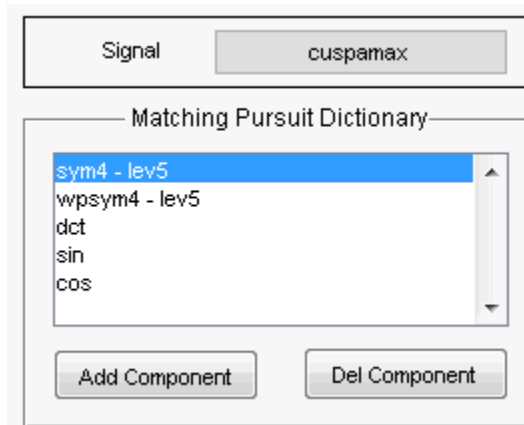 Signal cuspamax
Matching Pursuit Dictionary
sym4 - lev5
wpsym4 - lev5
dct
sin
cos
Add Component Del Component